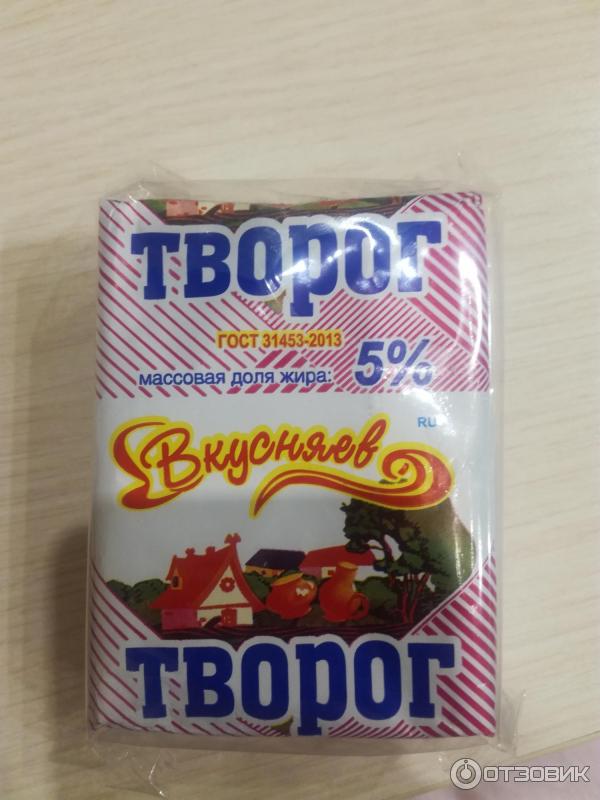 творог
ГОСТ 31453-2013
массовая доля жира: 5%
RU
Вкусняев
творог
ОТЗОВИК